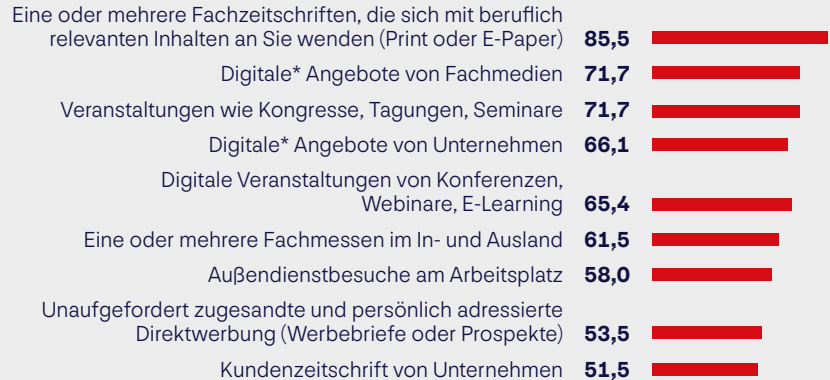 Eine oder mehrere Fachzeitschriften, die sich mit beruflich
relevanten Inhalten an Sie wenden (Print oder E-Paper) 85,5
Digitale* Angebote von Fachmedien 71,7
Veranstaltungen wie Kongresse, Tagungen, Seminare 71,7
Digitale* Angebote von Unternehmen 66,1
Digitale Veranstaltungen von Konferenzen,
Webinare, E-Learning 65,4
Eine oder mehrere Fachmessen im In- und Ausland 61,5
Außendienstbesuche am Arbeitsplatz 58,0
Unaufgefordert zugesandte und persönlich adressierte
Direktwerbung (Werbebriefe oder Prospekte) 53,5
Kundenzeitschrift von Unternehmen 51,5